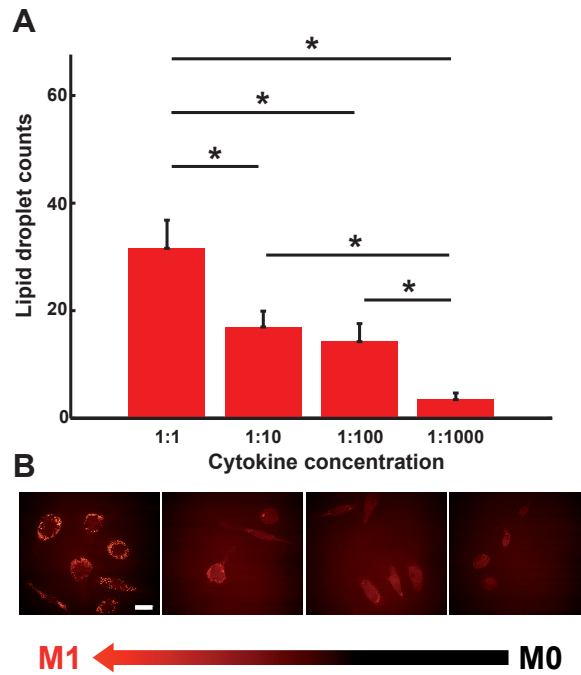 A
*
*
*
*
*
60
40
20
0
Lipid droplet counts
1:1 1:10 1:100 1:1000
Cytokine concentration
B
M1 M0